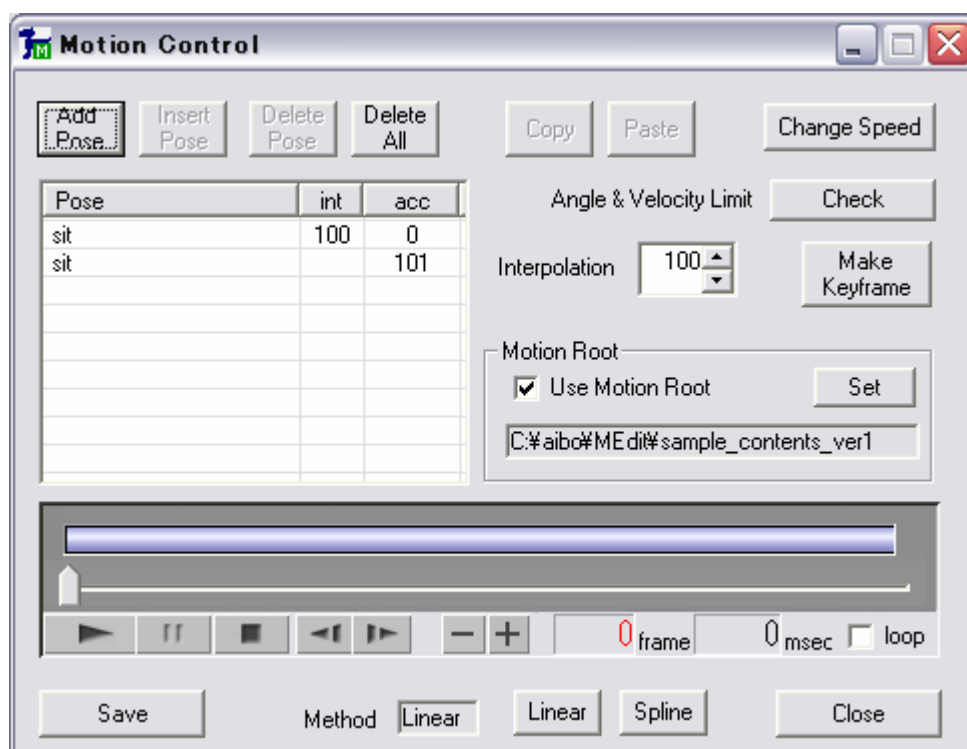 Motion Control
Add Pose
Insert Pose
Delete Pose
Delete All
Copy
Paste
Change Speed
Pose int acc
sit 100 0
sit 101
Angle & Velocity Limit
Check
Interpolation
100
Make Keyframe
Motion Root
Use Motion Root
Set
C:¥aibo¥MEdit¥sample_contents_ver1
0 frame 0 msec loop
Save
Method Linear
Linear
Spline
Close